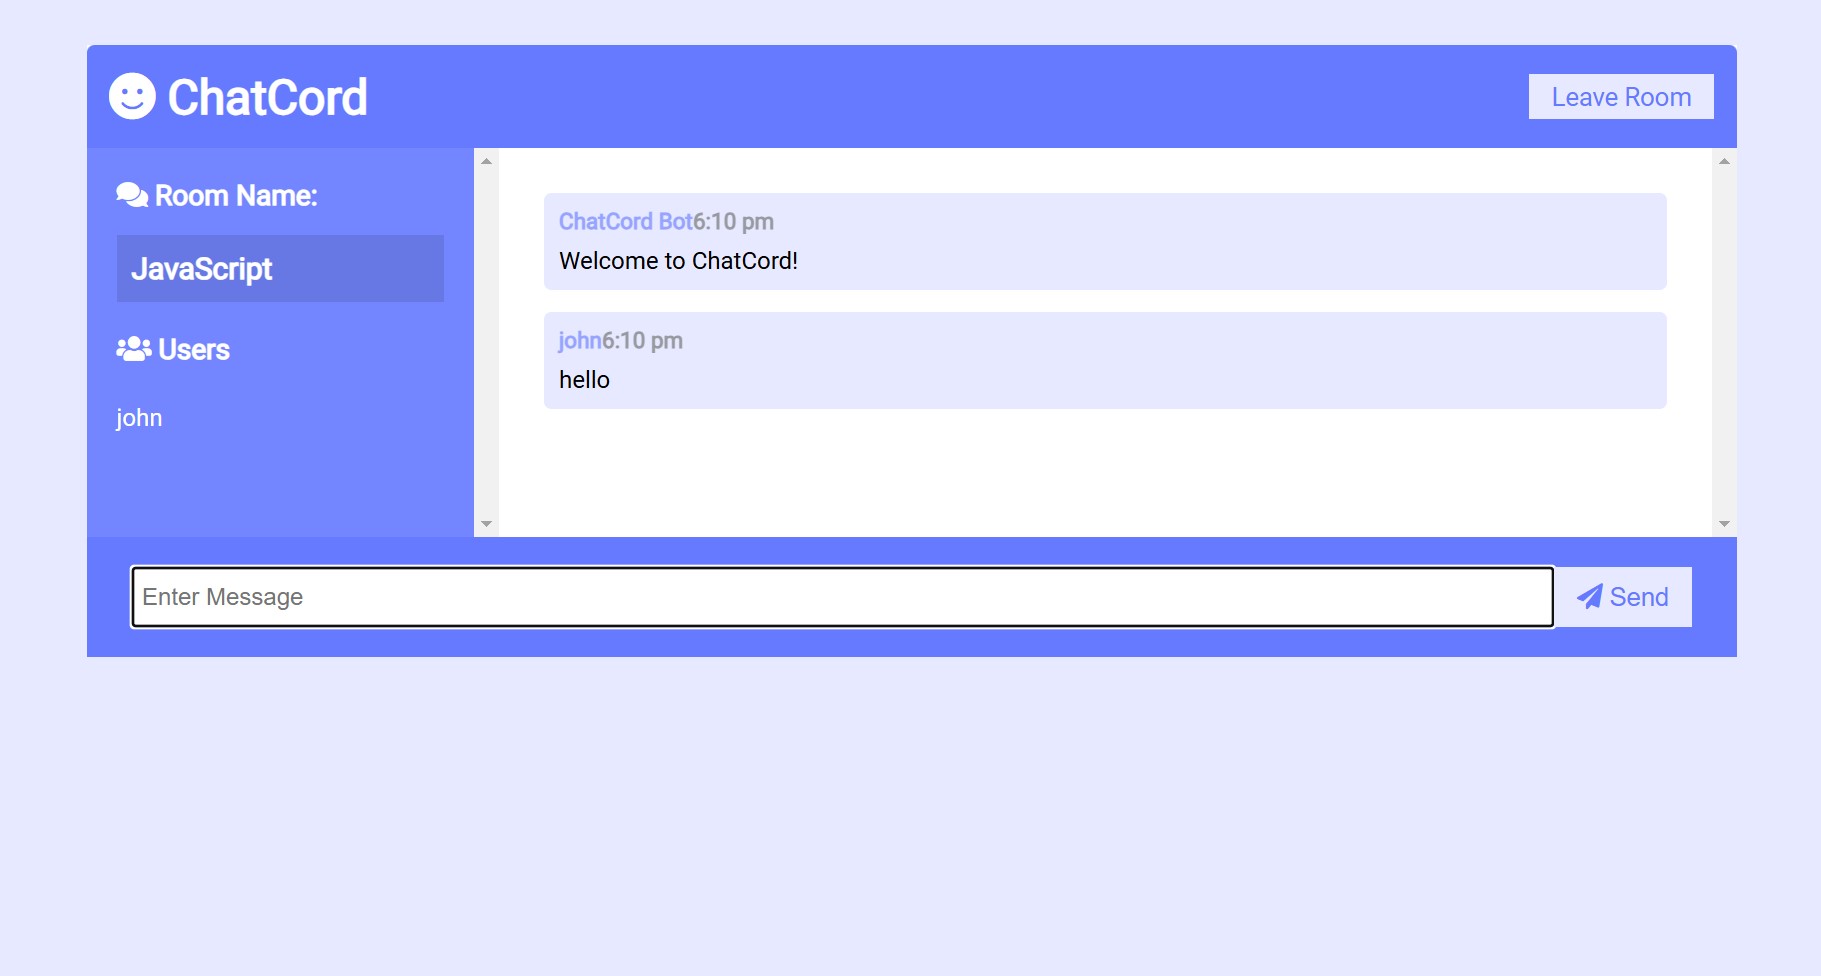 ChatCord
Leave Room
Room Name:
JavaScript
Users
john
ChatCord Bot6:10 pm
Welcome to ChatCord!
john6:10 pm
hello
Enter Message
Send